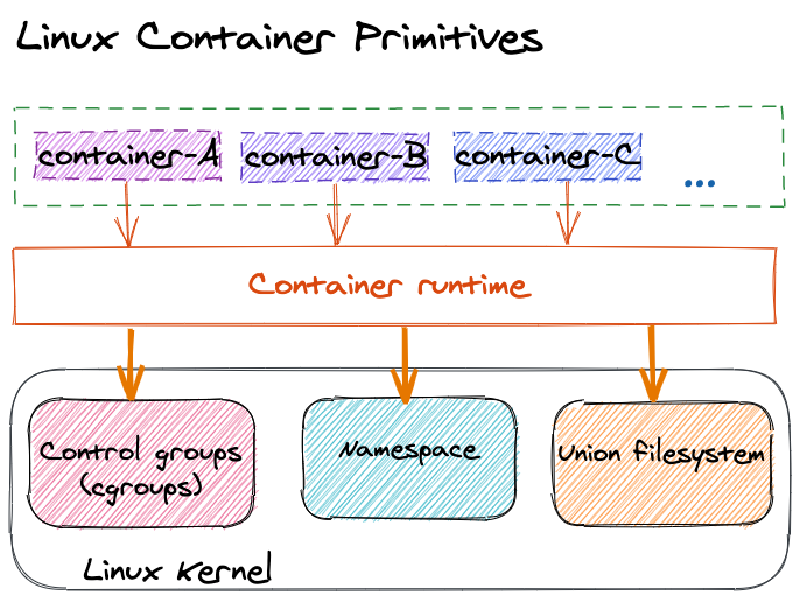 Linux Container Primitives
container-A
container-B
container-C
...
Container runtime
Control groups
(cgroups)
Namespace
Union filesystem
Linux Kernel